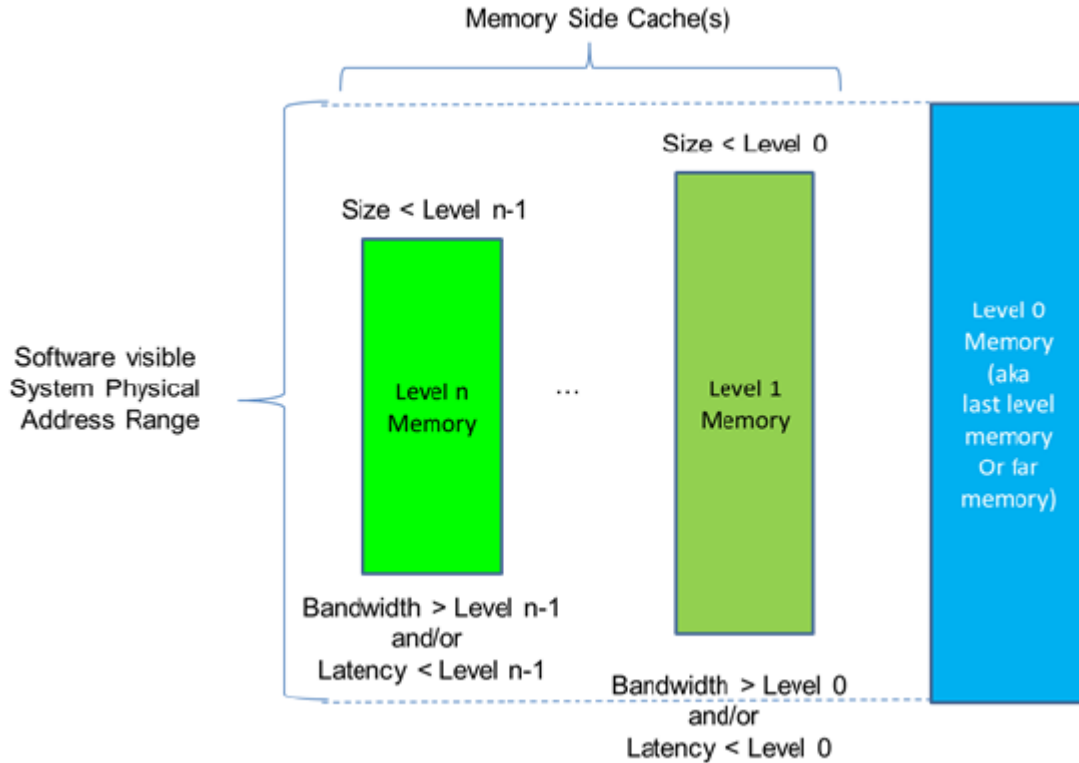 Memory Side Cache(s)
Size < Level 0
Size < Level n-1
Software visible
System Physical
Address Range
Level n
Memory
...
Level 1
Memory
Level 0
Memory
(aka
last level
memory
Or far
memory)
Bandwidth > Level n-1
and/or
Latency < Level n-1
Bandwidth > Level 0
and/or
Latency < Level 0